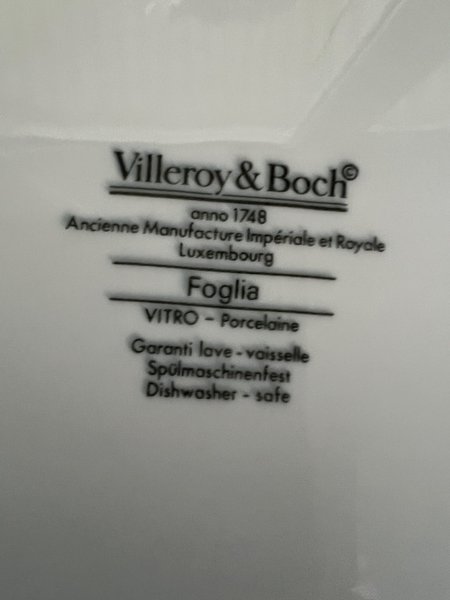 Villeroy & Boch©
anno 1748
Ancienne Manufacture Impériale et Royale
Luxembourg
Foglia
VITRO – Porcelaine
Garanti lave - vaisselle
Spülmaschinenfest
Dishwasher - safe